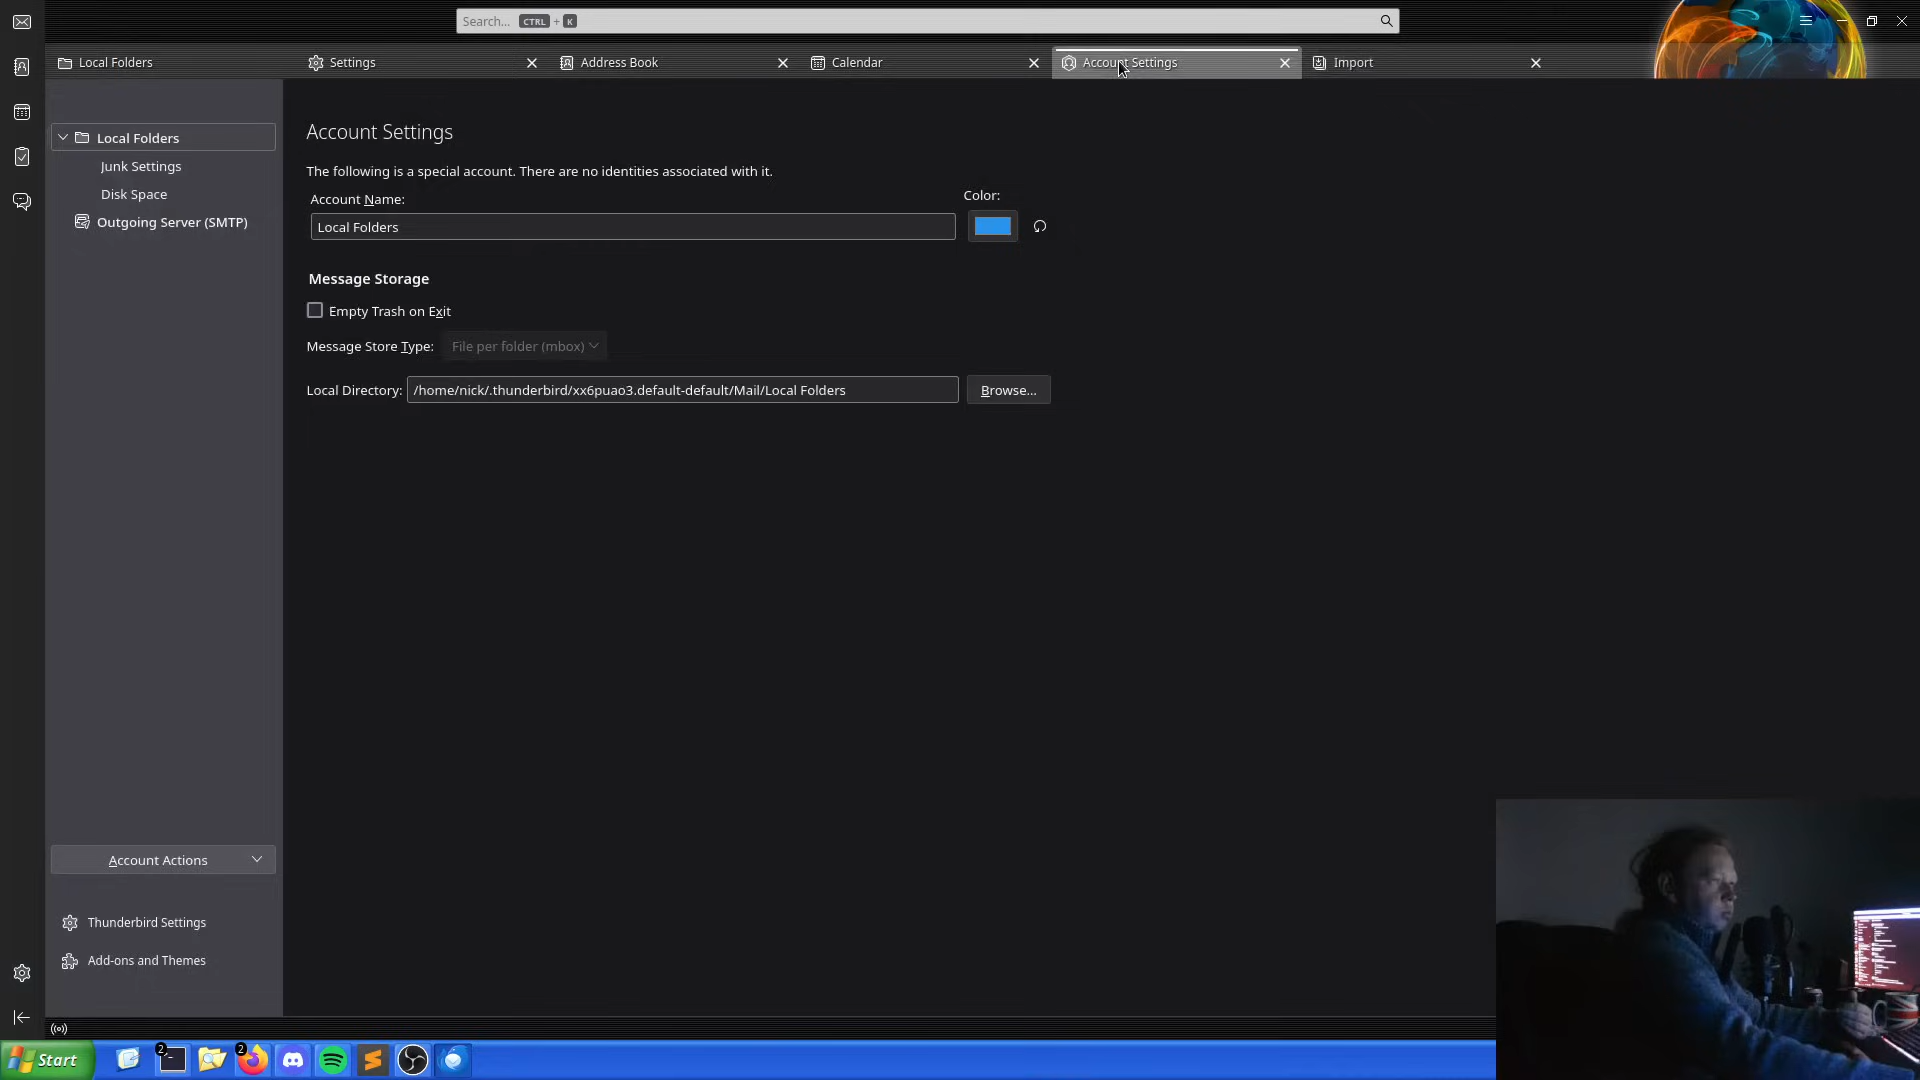 Search... CTRL + K
Local Folders
Settings
Address Book
Calendar
Account Settings
Import
Local Folders
Junk Settings
Disk Space
Outgoing Server (SMTP)
Account Settings
The following is a special account. There are no identities associated with it.
Account Name:
Color:
Local Folders
Message Storage
Empty Trash on Exit
Message Store Type: File per folder (mbox)
Local Directory: /home/nick/.thunderbird/xx6puao3.default-default/Mail/Local Folders Browse...
Account Actions
Thunderbird Settings
Add-ons and Themes
Start
2
2